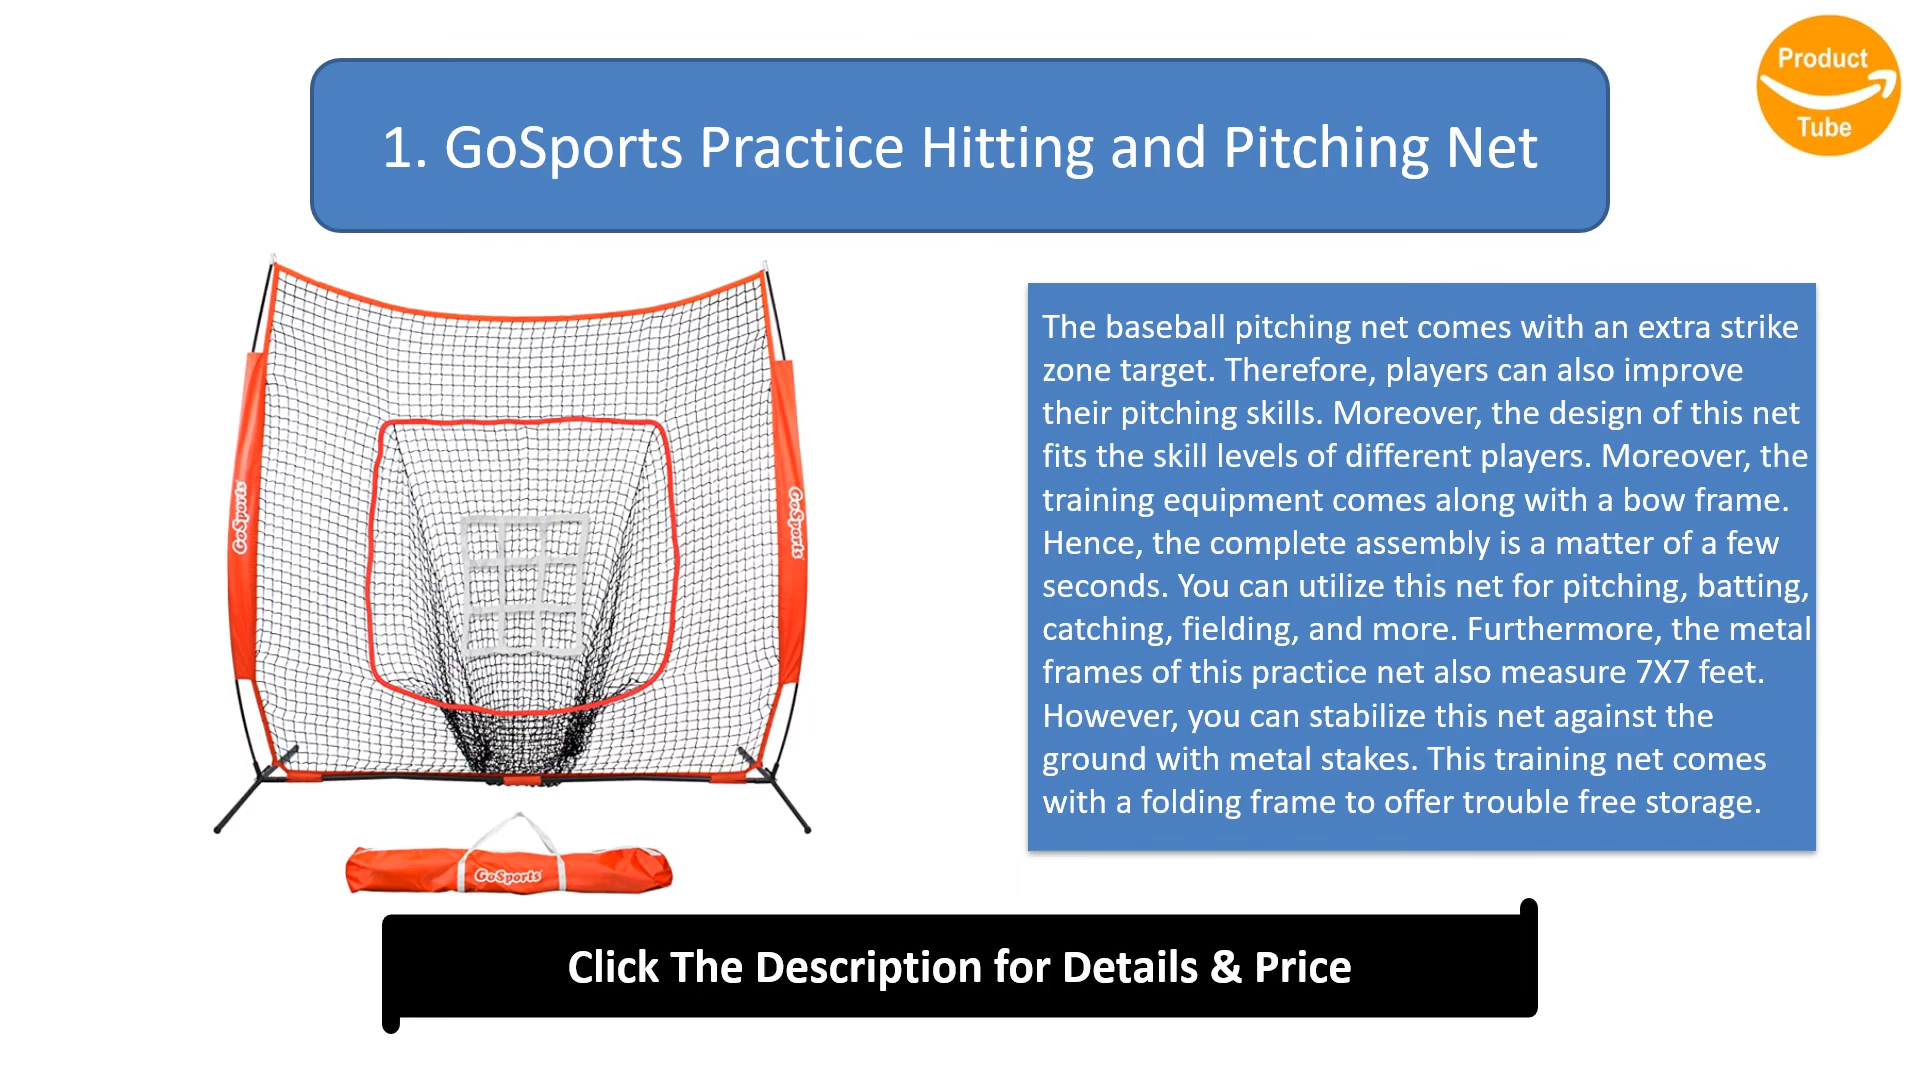 Product
Tube
1. GoSports Practice Hitting and Pitching Net
The baseball pitching net comes with an extra strike
zone target. Therefore, players can also improve
their pitching skills. Moreover, the design of this net
fits the skill levels of different players. Moreover, the
training equipment comes along with a bow frame.
Hence, the complete assembly is a matter of a few
seconds. You can utilize this net for pitching, batting,
catching, fielding, and more. Furthermore, the metal
frames of this practice net also measure 7X7 feet.
However, you can stabilize this net against the
ground with metal stakes. This training net comes
with a folding frame to offer trouble free storage.
GoSports
GoSports
GoSports
Click The Description for Details & Price